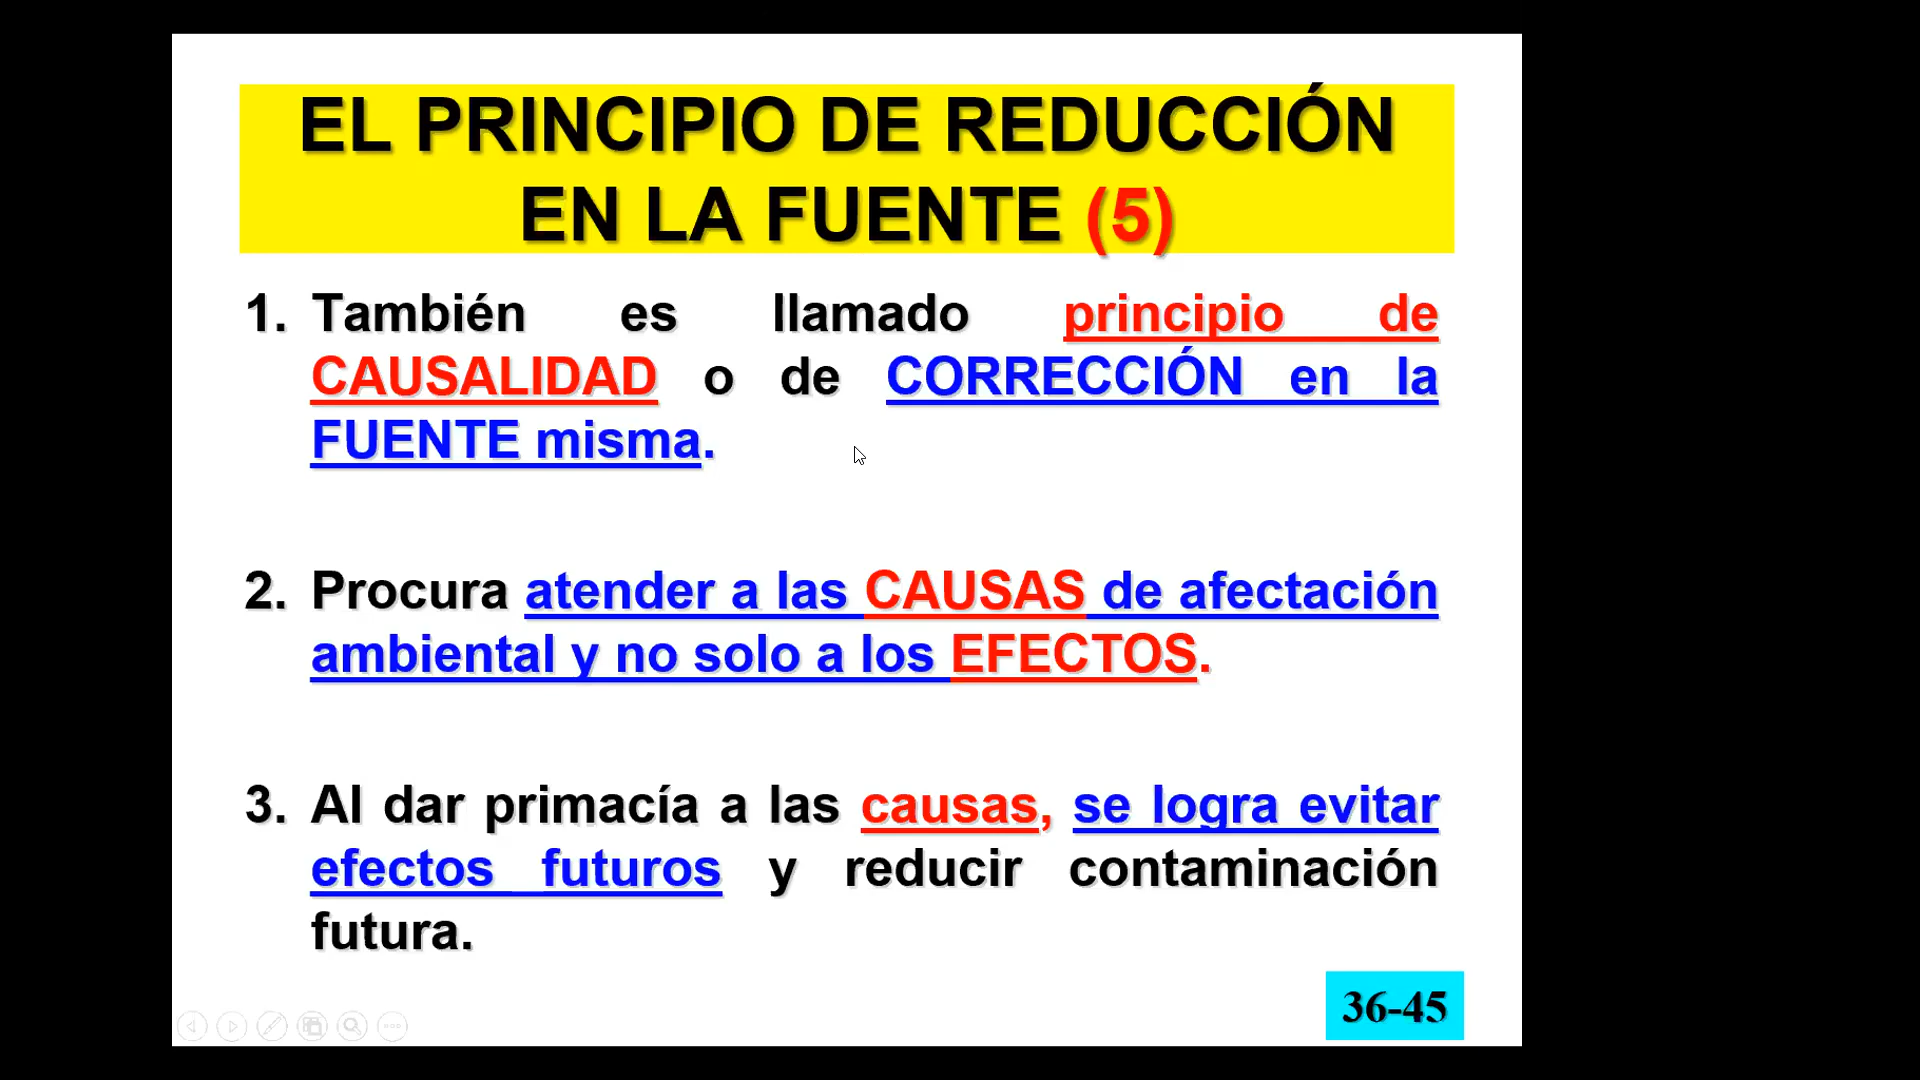 EL PRINCIPIO DE REDUCCIÓN
EN LA FUENTE (5)
1. También es llamado principio de
CAUSALIDAD o de CORRECCIÓN en la
FUENTE misma.
2. Procura atender a las CAUSAS de afectación
ambiental y no solo a los EFECTOS.
3. Al dar primacía a las causas, se logra evitar
efectos futuros y reducir contaminación
futura.
36-45